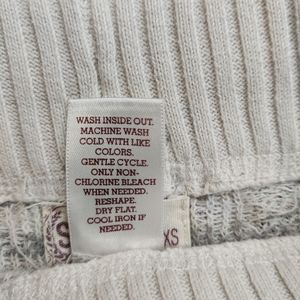 WASH INSIDE OUT.
MACHINE WASH
COLD WITH LIKE
COLORS.
GENTLE CYCLE.
ONLY NON-
CHLORINE BLEACH
WHEN NEEDED.
RESHAPE.
DRY FLAT.
COOL IRON IF
NEEDED.
S
XS